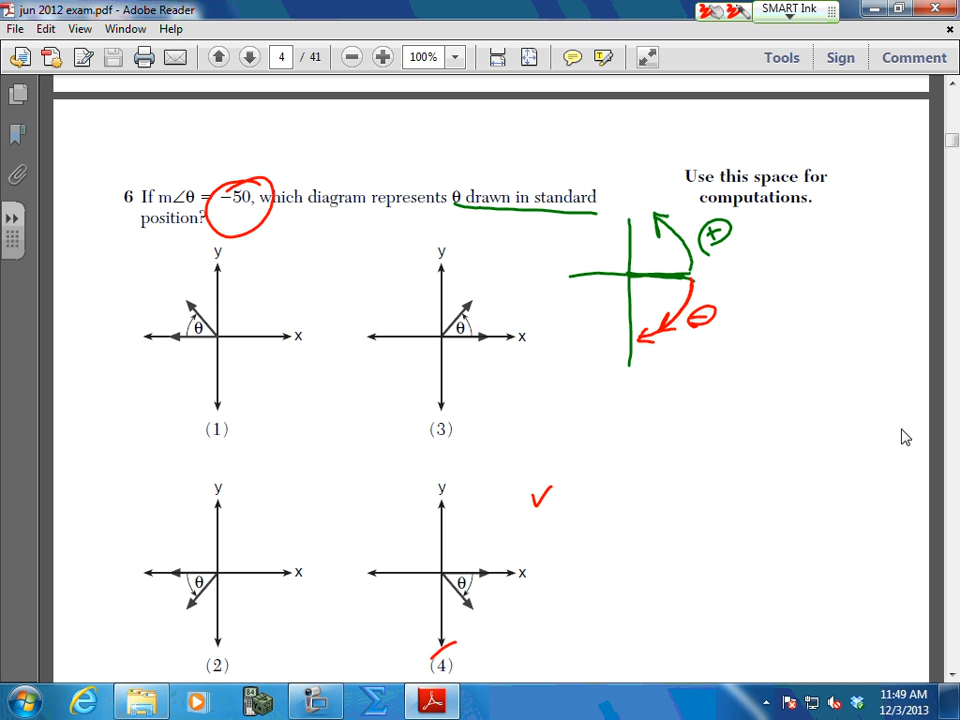 jun 2012 exam.pdf - Adobe Reader
SMART Ink
File Edit View Window Help
4 / 41
100%
Tools Sign Comment
6 If m∠θ = −50, which diagram represents θ drawn in standard
position?
Use this space for
computations.
+
−
y
x
θ
(1)
y
x
θ
(3)
y
x
θ
(2)
y
x
θ
(4)
11:49 AM
12/3/2013